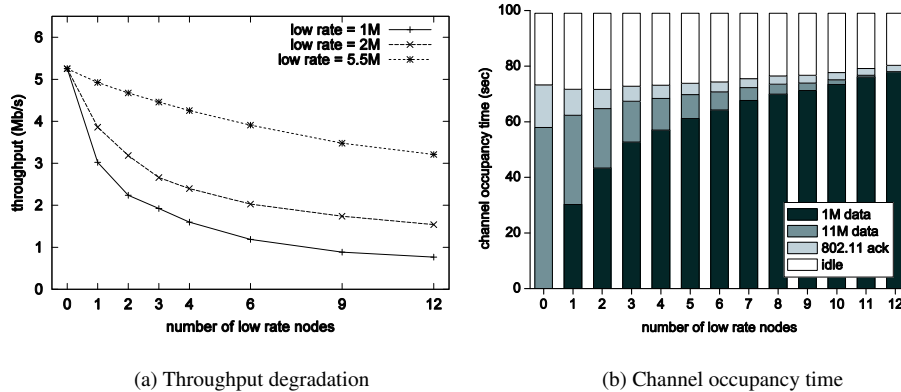 low rate = 1M
low rate = 2M
low rate = 5.5M
throughput (Mb/s)
6
5
4
3
2
1
0
0 1 2 3 4 6 9 12
number of low rate nodes
(a) Throughput degradation
channel occupancy time (sec)
100
80
60
40
20
0
1M data
11M data
802.11 ack
idle
0 1 2 3 4 5 6 7 8 9 10 11 12
number of low rate nodes
(b) Channel occupancy time